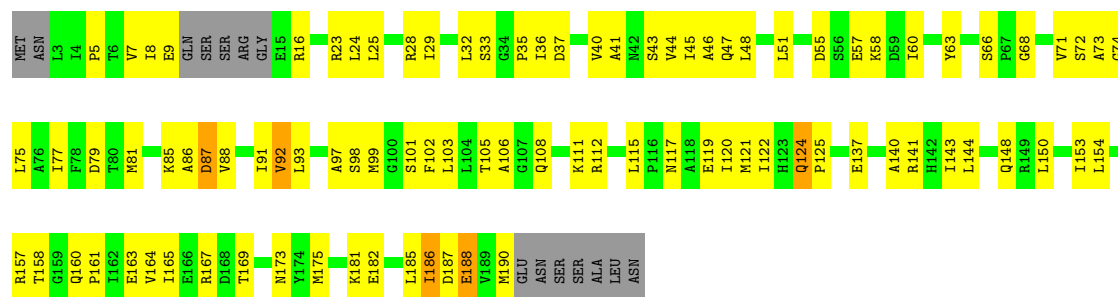 MET ASN L3 I4 P5 T6 V7 I8 E9 GLN SER SER ARG GLY E15 R16 R23 L24 L25 R28 I29 L32 S33 G34 P35 I36 D37 V40 A41 N42 S43 V44 I45 A46 Q47 L48 L51 D55 S56 E57 K58 D59 I60 Y63 S66 P67 G68 V71 S72 A73 G74
L75 A76 I77 F78 D79 T80 M81 K85 A86 D87 V88 I91 V92 L93 A97 S98 M99 G100 S101 F102 L103 L104 T105 A106 G107 Q108 K111 R112 L115 P116 N117 A118 E119 I120 M121 I122 H123 Q124 P125 E137 A140 R141 H142 I143 L144 Q148 R149 L150 I153 L154
R157 T158 G159 Q160 P161 I162 E163 V164 I165 E166 R167 D168 T169 N173 Y174 M175 K181 E182 L185 I186 D187 E188 V189 M190 GLU ASN SER SER ALA LEU ASN